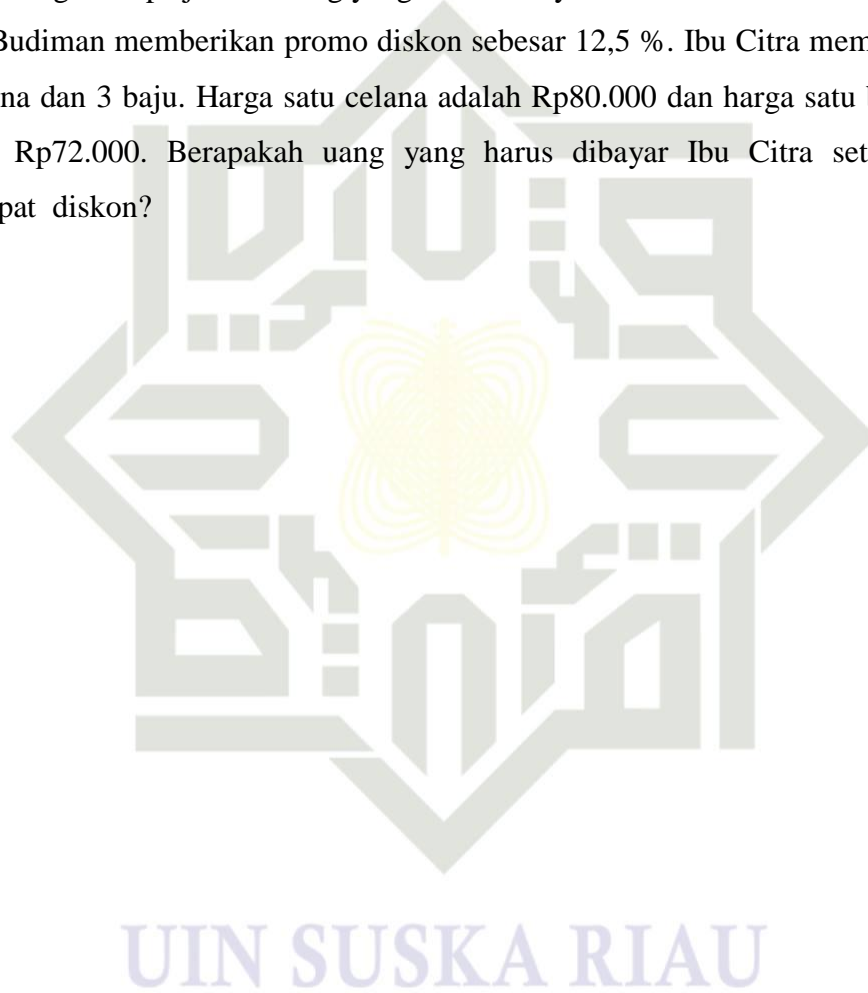 Budiman memberikan promo diskon sebesar 12,5 %. Ibu Citra mem
na dan 3 baju. Harga satu celana adalah Rp80.000 dan harga satu
Rp72.000. Berapakah uang yang harus dibayar Ibu Citra set
pat diskon?
UIN SUSKA RIAU